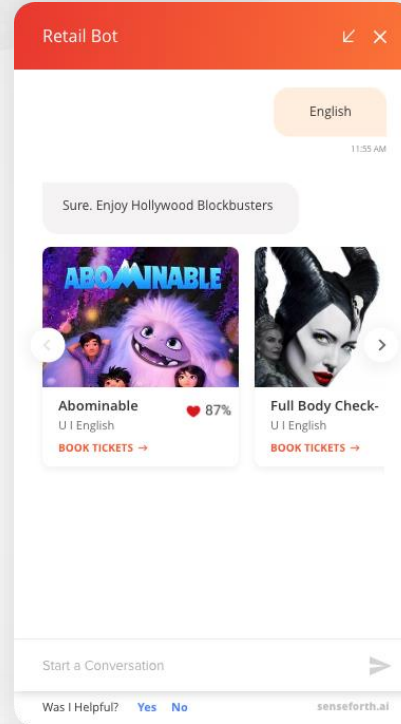 Retail Bot
English
11:55 AM
Sure. Enjoy Hollywood Blockbusters
ABOMINABLE
Abominable
87%
U I English
BOOK TICKETS →
Full Body Check-
U I English
BOOK TICKETS →
Start a Conversation
Was I Helpful? Yes No
senseforth.ai